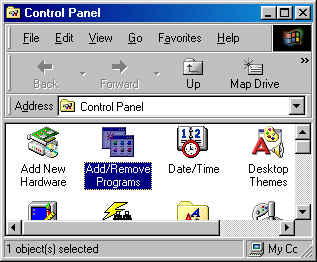 Control Panel
File Edit View Go Favorites Help
Back Forward Up Map Drive »
Address Control Panel
Add New Hardware
Add/Remove Programs
Date/Time
Desktop Themes
1 object(s) selected My Cc